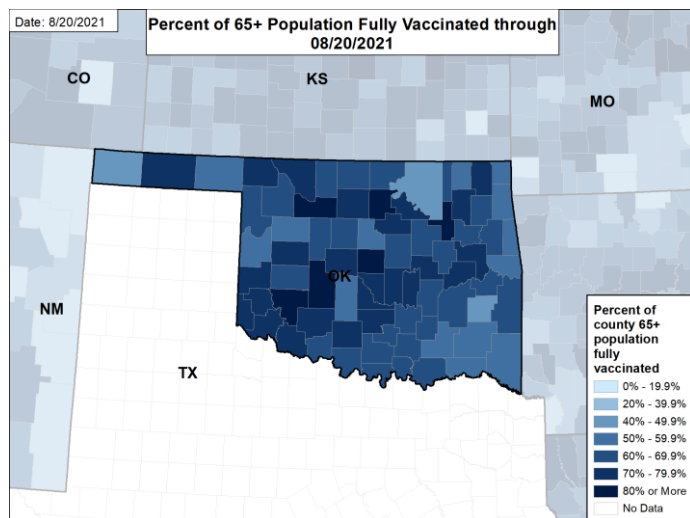 Date: 8/20/2021
Percent of 65+ Population Fully Vaccinated through
08/20/2021
CO
KS
MO
OK
NM
TX
Percent of
county 65+
population
fully
vaccinated
0% - 19.9%
20% - 39.9%
40% - 49.9%
50% - 59.9%
60% - 69.9%
70% - 79.9%
80% or More
No Data